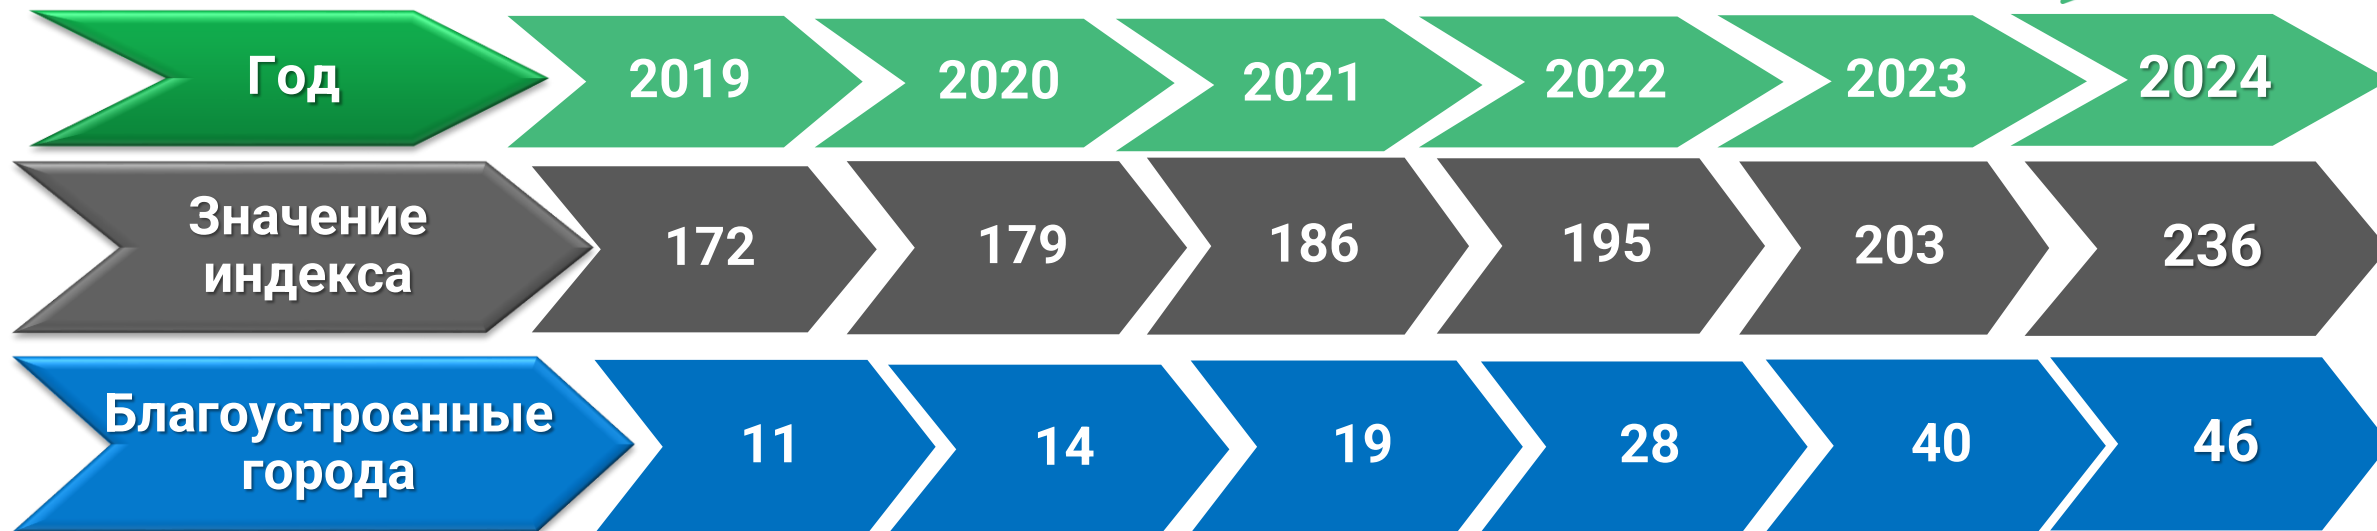 Год 2019 2020 2021 2022 2023 2024
Значение
индекса
172 179 186 195 203 236
Благоустроенные
города
11 14 19 28 40 46